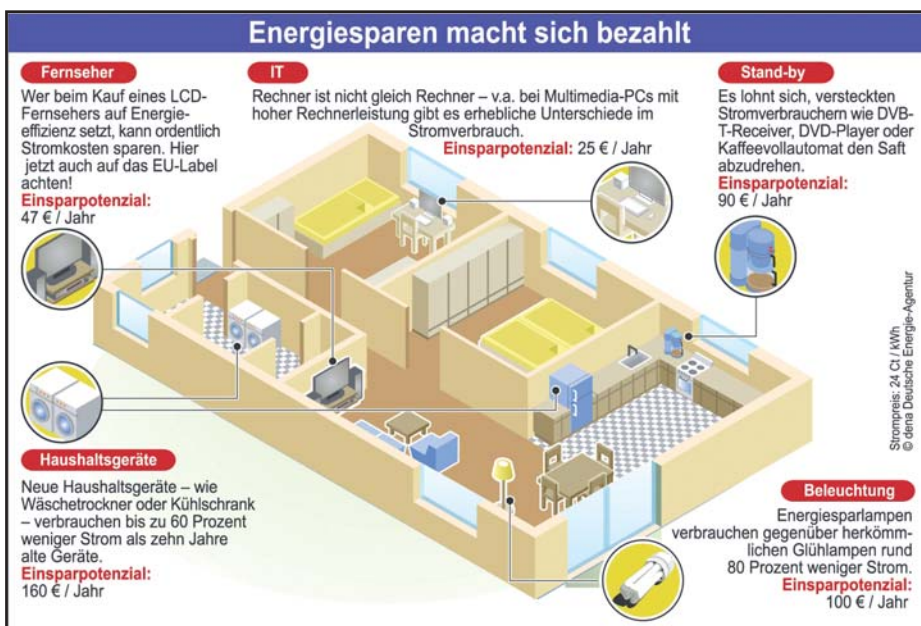 Energiesparen macht sich bezahlt
Fernseher
Wer beim Kauf eines LCD-
Fernsehers auf Energie-
effizienz setzt, kann ordentlich
Stromkosten sparen. Hier
jetzt auch auf das EU-Label
achten!
Einsparpotenzial:
47 € / Jahr
IT
Rechner ist nicht gleich Rechner – v.a. bei Multimedia-PCs mit
hoher Rechnerleistung gibt es erhebliche Unterschiede im
Stromverbrauch.
Einsparpotenzial: 25 € / Jahr
Stand-by
Es lohnt sich, versteckten
Stromverbrauchern wie DVB-
T-Receiver, DVD-Player oder
Kaffeevollautomat den Saft
abzudrehen.
Einsparpotenzial:
90 € / Jahr
Haushaltsgeräte
Neue Haushaltsgeräte – wie
Wäschetrockner oder Kühlschrank
– verbrauchen bis zu 60 Prozent
weniger Strom als zehn Jahre
alte Geräte.
Einsparpotenzial:
160 € / Jahr
Beleuchtung
Energiesparlampen
verbrauchen gegenüber herkömm-
lichen Glühlampen rund
80 Prozent weniger Strom.
Einsparpotenzial:
100 € / Jahr
Strompreis: 24 Ct / kWh
© dena Deutsche Energie-Agentur